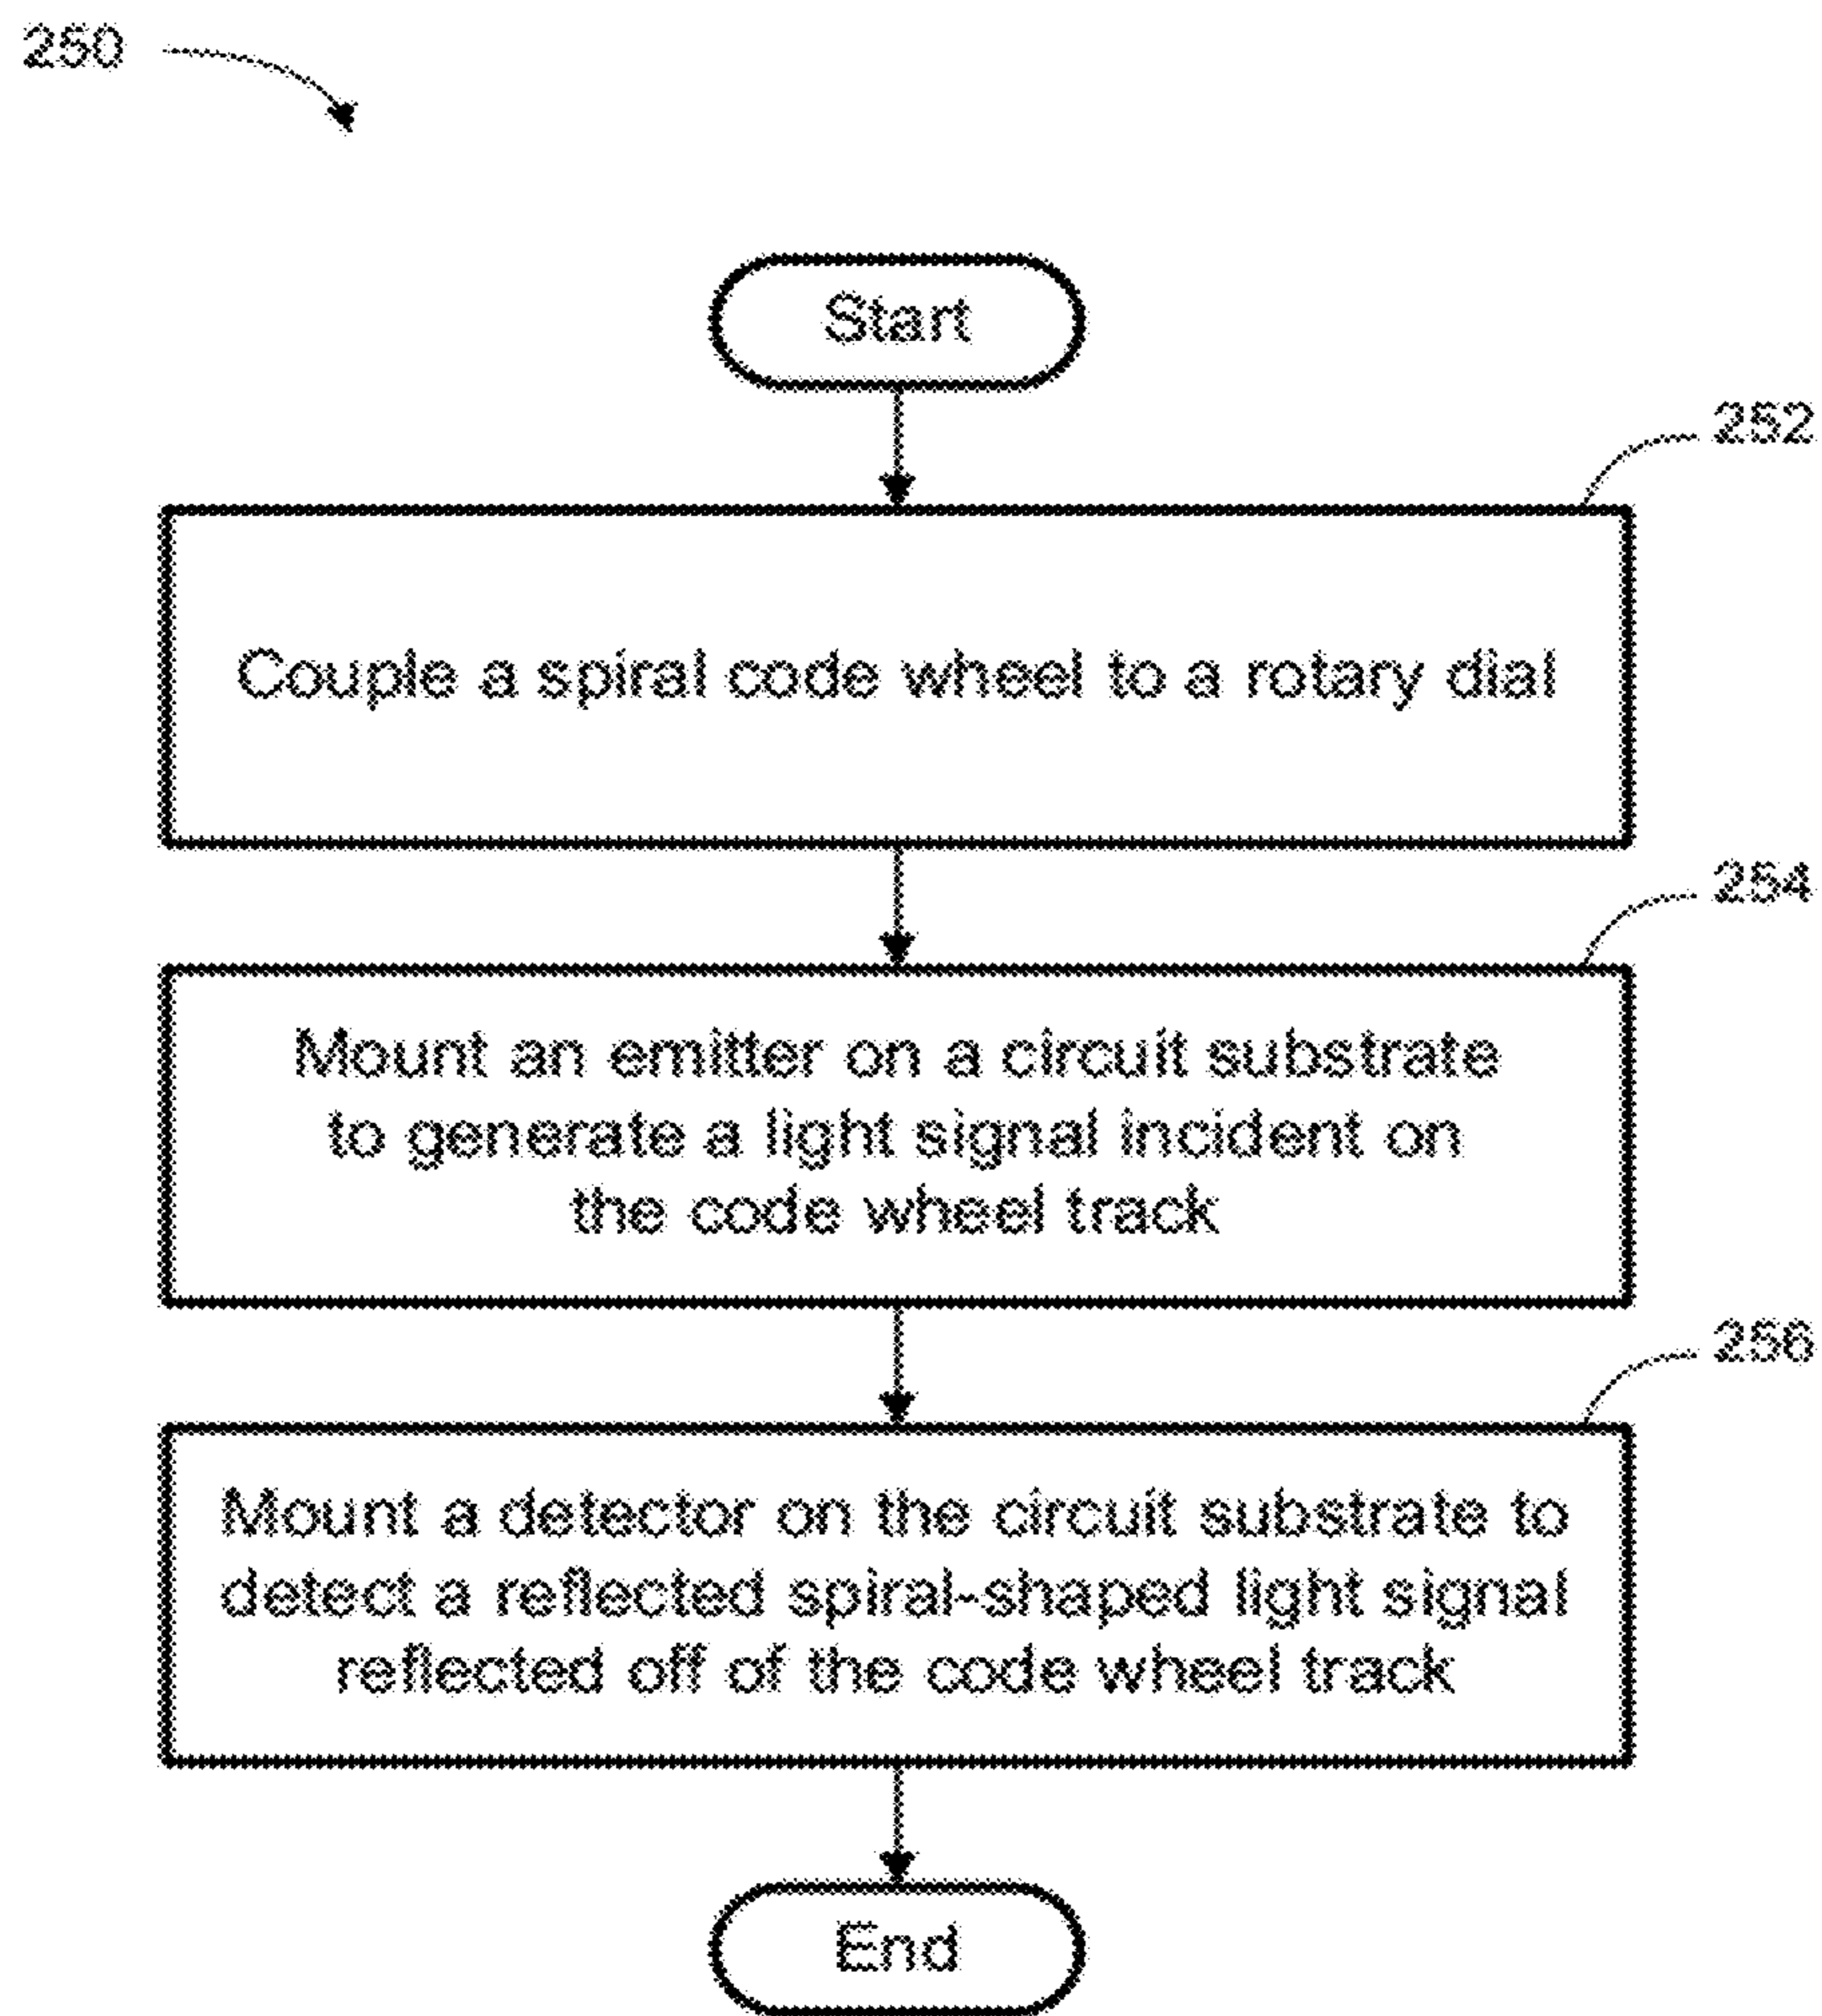 250
Start
252
Couple a spiral code wheel to a rotary dial
254
Mount an emitter on a circuit substrate
to generate a light signal incident on
the code wheel track
256
Mount a detector on the circuit substrate to
detect a reflected spiral-shaped light signal
reflected off of the code wheel track
End